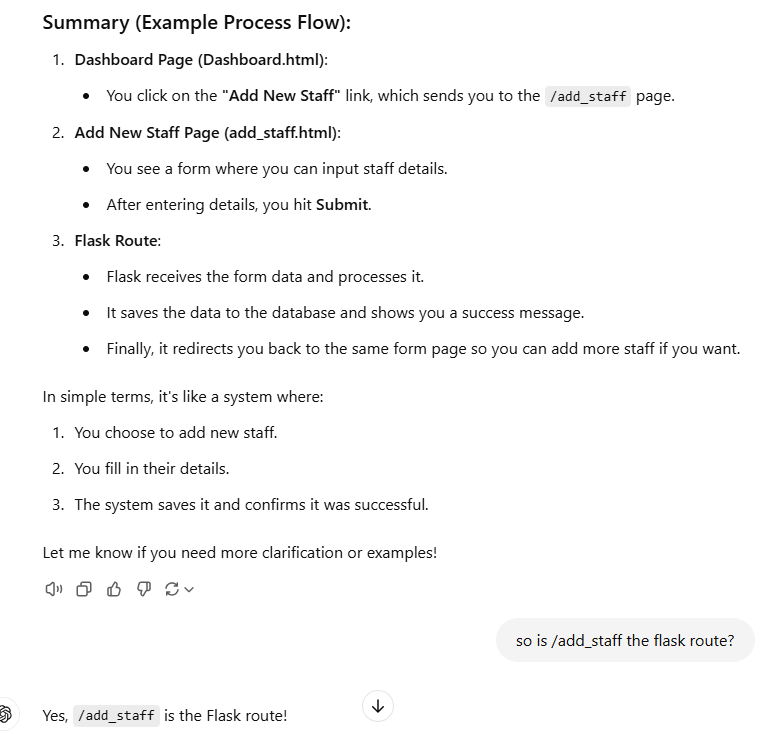 Summary (Example Process Flow):
1. Dashboard Page (Dashboard.html):
• You click on the "Add New Staff" link, which sends you to the /add_staff page.
2. Add New Staff Page (add_staff.html):
• You see a form where you can input staff details.
• After entering details, you hit Submit.
3. Flask Route:
• Flask receives the form data and processes it.
• It saves the data to the database and shows you a success message.
• Finally, it redirects you back to the same form page so you can add more staff if you want.
In simple terms, it's like a system where:
1. You choose to add new staff.
2. You fill in their details.
3. The system saves it and confirms it was successful.
Let me know if you need more clarification or examples!
so is /add_staff the flask route?
Yes, /add_staff is the Flask route!